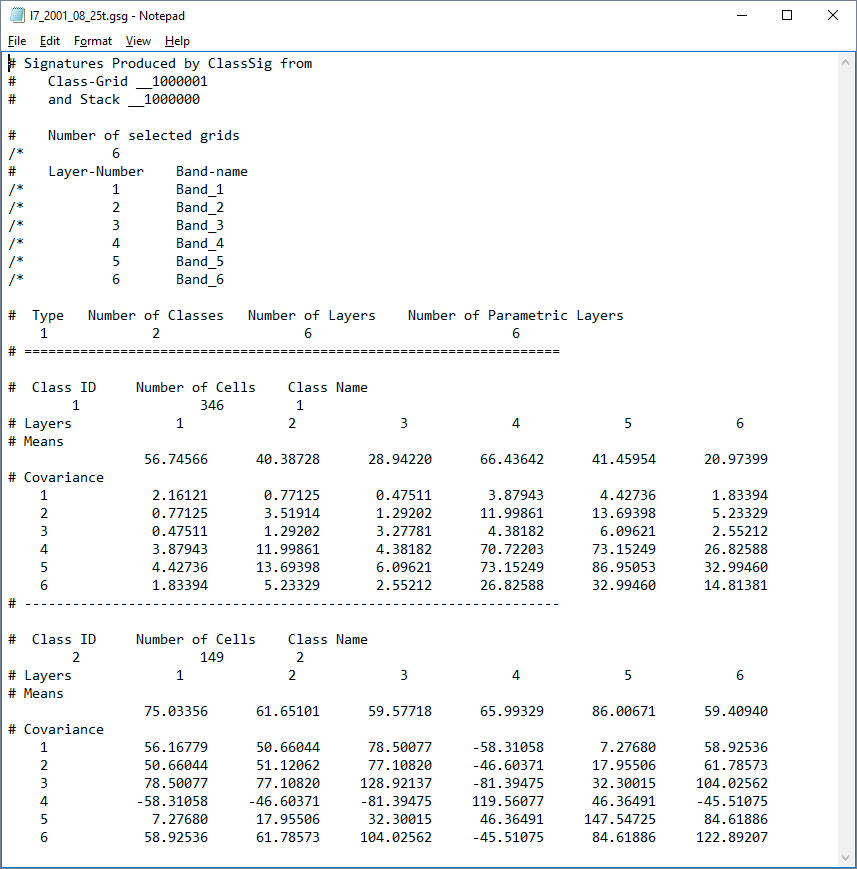 l7_2001_08_25t.gsg - Notepad
File Edit Format View Help
# Signatures Produced by ClassSig from
#    Class-Grid __1000001
#    and Stack __1000000
#    Number of selected grids
/*           6
#    Layer-Number    Band-name
/*           1       Band_1
/*           2       Band_2
/*           3       Band_3
/*           4       Band_4
/*           5       Band_5
/*           6       Band_6
#  Type   Number of Classes   Number of Layers    Number of Parametric Layers
    1             2                  6                         6
# ===================================================================
#  Class ID     Number of Cells    Class Name
        1               346         1
# Layers             1             2             3             4             5             6
# Means
                 56.74566      40.38728      28.94220      66.43642      41.45954      20.97399
# Covariance
    1             2.16121       0.77125       0.47511       3.87943       4.42736       1.83394
    2             0.77125       3.51914       1.29202      11.99861      13.69398       5.23329
    3             0.47511       1.29202       3.27781       4.38182       6.09621       2.55212
    4             3.87943      11.99861       4.38182      70.72203      73.15249      26.82588
    5             4.42736      13.69398       6.09621      73.15249      86.95053      32.99460
    6             1.83394       5.23329       2.55212      26.82588      32.99460      14.81381
# -------------------------------------------------------------------
#  Class ID     Number of Cells    Class Name
        2               149         2
# Layers             1             2             3             4             5             6
# Means
                 75.03356      61.65101      59.57718      65.99329      86.00671      59.40940
# Covariance
    1            56.16779      50.66044      78.50077     -58.31058       7.27680      58.92536
    2            50.66044      51.12062      77.10820     -46.60371      17.95506      61.78573
    3            78.50077      77.10820     128.92137     -81.39475      32.30015     104.02562
    4           -58.31058     -46.60371     -81.39475     119.56077      46.36491     -45.51075
    5             7.27680      17.95506      32.30015      46.36491     147.54725      84.61886
    6            58.92536      61.78573     104.02562     -45.51075      84.61886     122.89207